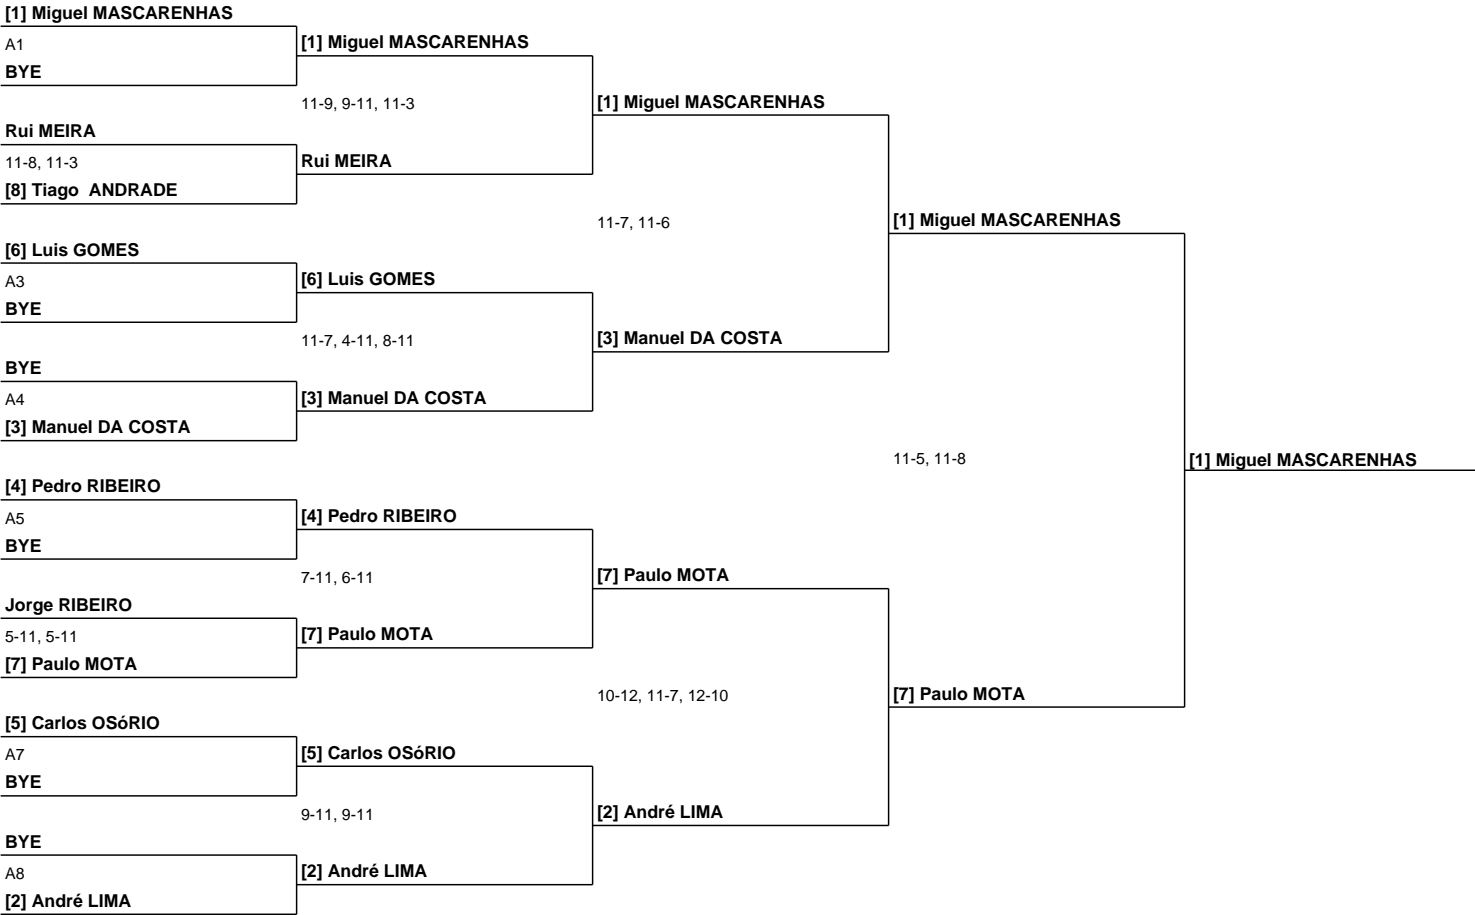 [1] Miguel MASCARENHAS
A1
[1] Miguel MASCARENHAS
BYE
11-9, 9-11, 11-3
[1] Miguel MASCARENHAS
Rui MEIRA
11-8, 11-3
Rui MEIRA
[8] Tiago  ANDRADE
11-7, 11-6
[1] Miguel MASCARENHAS
[6] Luis GOMES
A3
[6] Luis GOMES
BYE
11-7, 4-11, 8-11
[3] Manuel DA COSTA
BYE
A4
[3] Manuel DA COSTA
[3] Manuel DA COSTA
11-5, 11-8
[1] Miguel MASCARENHAS
[4] Pedro RIBEIRO
A5
[4] Pedro RIBEIRO
BYE
7-11, 6-11
[7] Paulo MOTA
Jorge RIBEIRO
5-11, 5-11
[7] Paulo MOTA
[7] Paulo MOTA
10-12, 11-7, 12-10
[7] Paulo MOTA
[5] Carlos OSóRIO
A7
[5] Carlos OSóRIO
BYE
9-11, 9-11
[2] André LIMA
BYE
A8
[2] André LIMA
[2] André LIMA